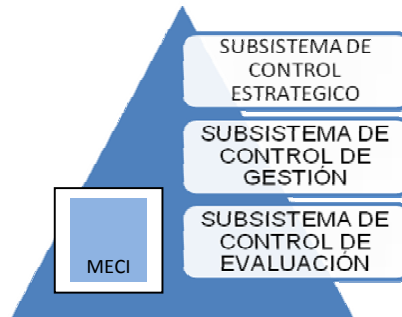 SUBSISTEMA DE
CONTROL
ESTRATEGICO
SUBSISTEMA DE
CONTROL DE
GESTIÓN
SUBSISTEMA DE
CONTROL DE
EVALUACIÓN
MECI